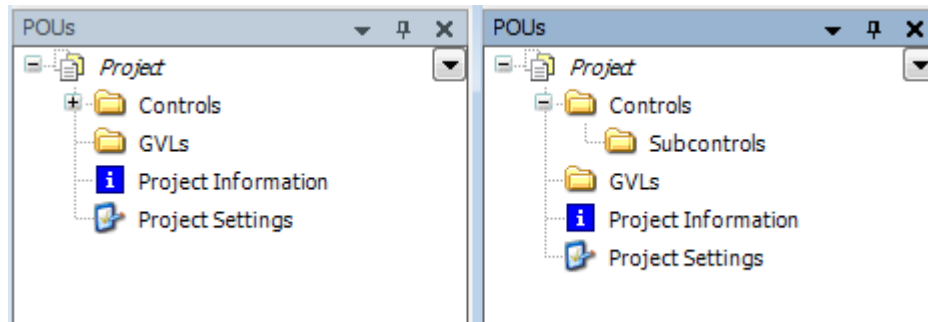 POUs
Project
Controls
GVLs
Project Information
Project Settings
POUs
Project
Controls
Subcontrols
GVLs
Project Information
Project Settings